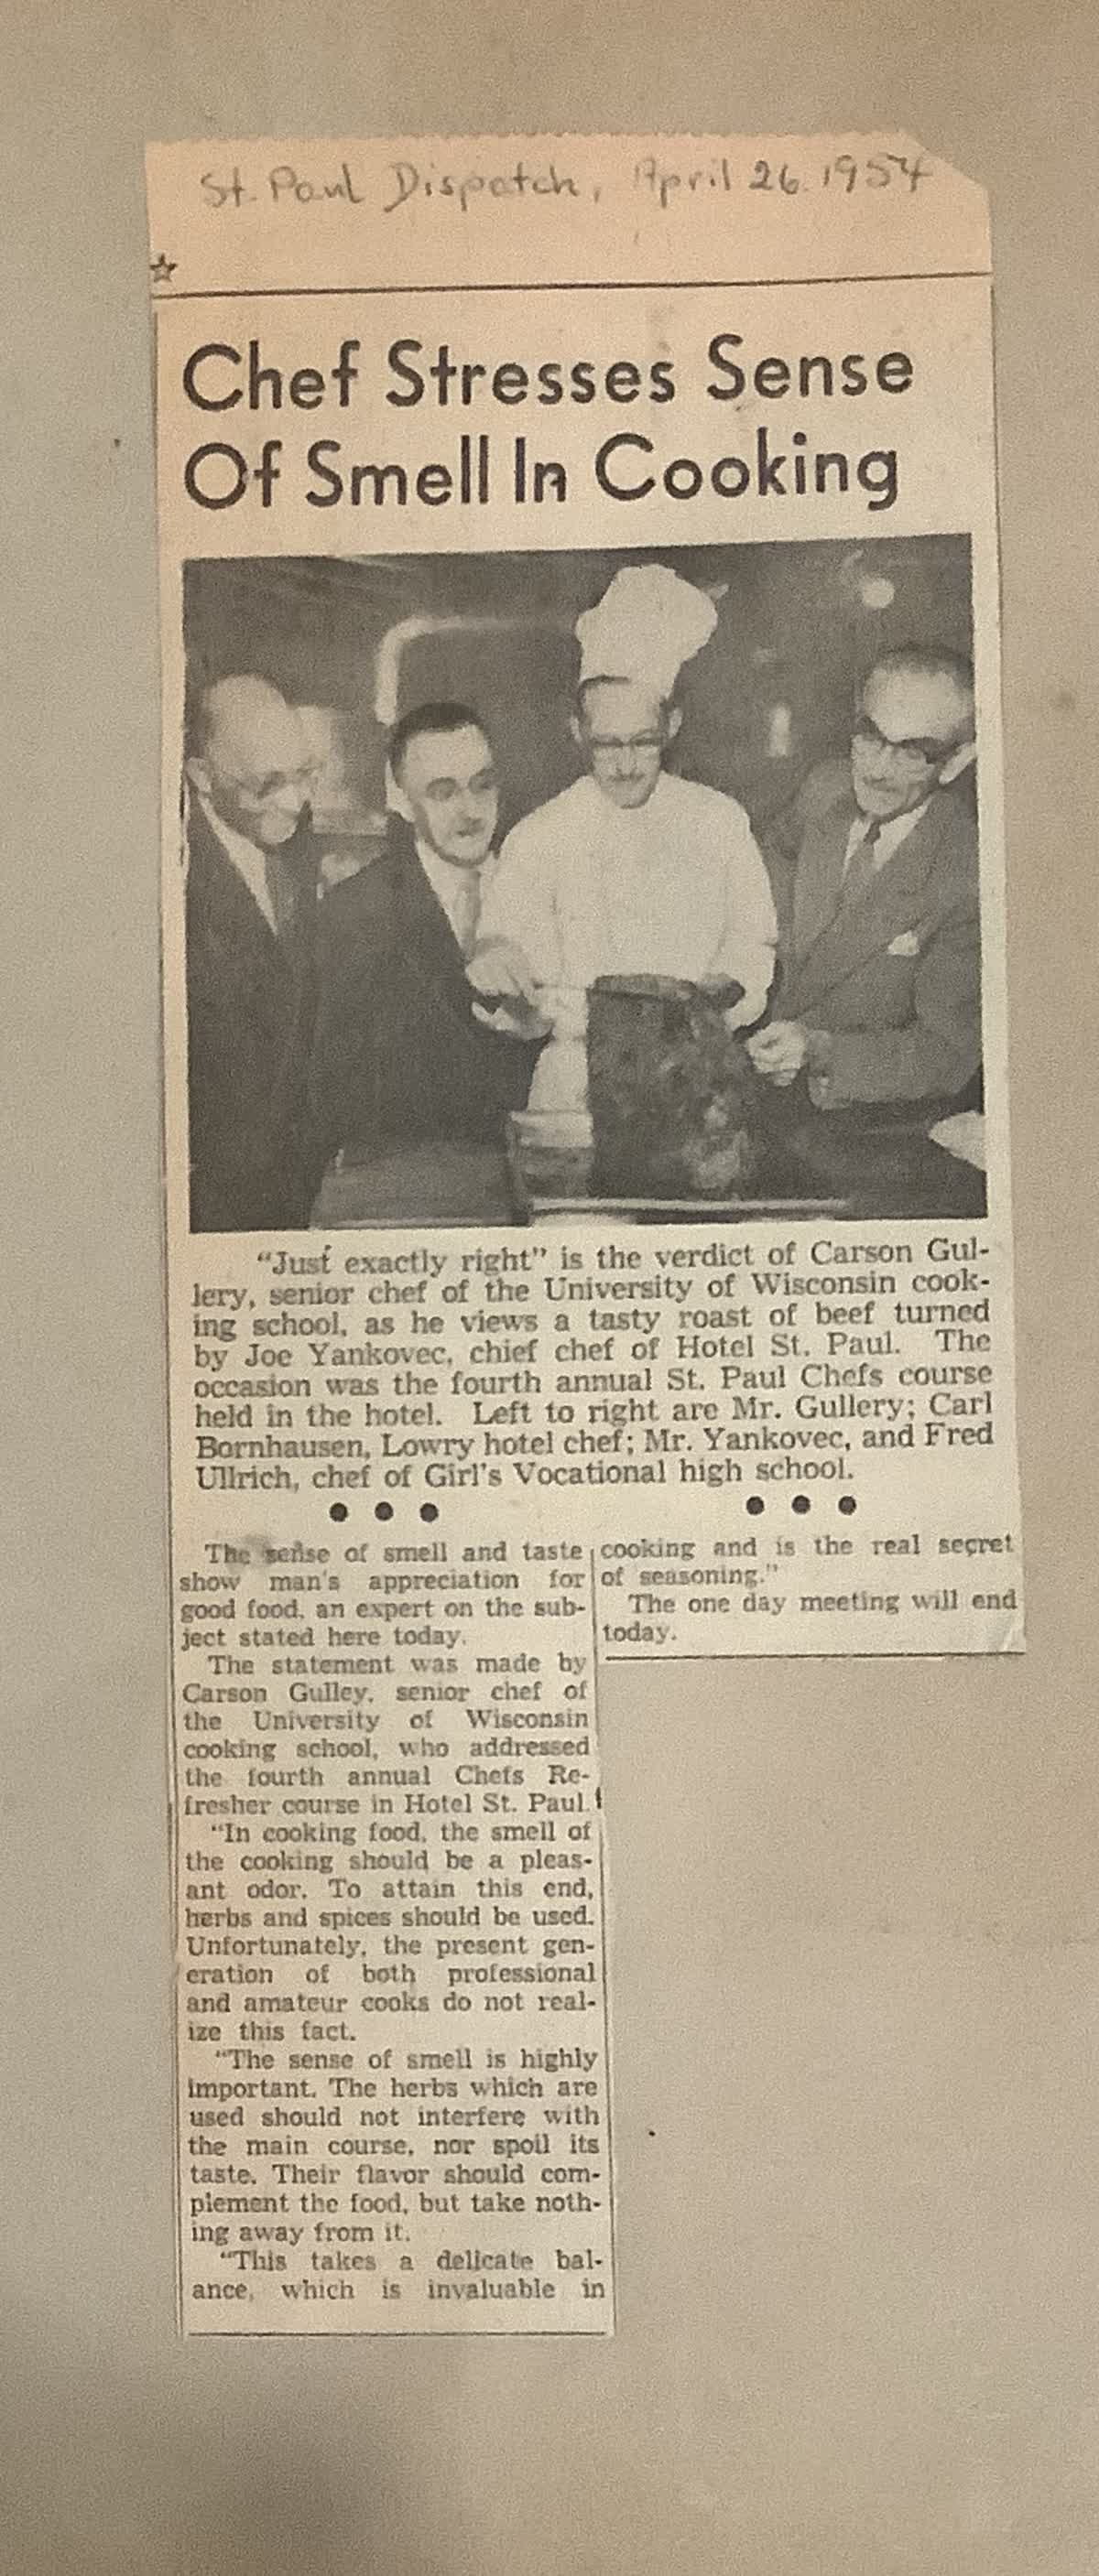 St. Paul Dispatch, April 26. 1954
☆
Chef Stresses Sense
Of Smell In Cooking
"Just exactly right" is the verdict of Carson Gul-
lery, senior chef of the University of Wisconsin cook-
ing school, as he views a tasty roast of beef turned
by Joe Yankovec, chief chef of Hotel St. Paul. The
occasion was the fourth annual St. Paul Chefs course
held in the hotel. Left to right are Mr. Gullery; Carl
Bornhausen, Lowry hotel chef; Mr. Yankovec, and Fred
Ullrich, chef of Girl's Vocational high school.
● ● ● ● ● ●
The sense of smell and taste
show man's appreciation for
good food, an expert on the sub-
ject stated here today.
The statement was made by
Carson Gulley, senior chef of
the University of Wisconsin
cooking school, who addressed
the fourth annual Chefs Re-
fresher course in Hotel St. Paul.
"In cooking food, the smell of
the cooking should be a pleas-
ant odor. To attain this end,
herbs and spices should be used.
Unfortunately, the present gen-
eration of both professional
and amateur cooks do not real-
ize this fact.
"The sense of smell is highly
important. The herbs which are
used should not interfere with
the main course, nor spoil its
taste. Their flavor should com-
plement the food, but take noth-
ing away from it.
"This takes a delicate bal-
ance, which is invaluable in
cooking and is the real secret
of seasoning."
The one day meeting will end
today.